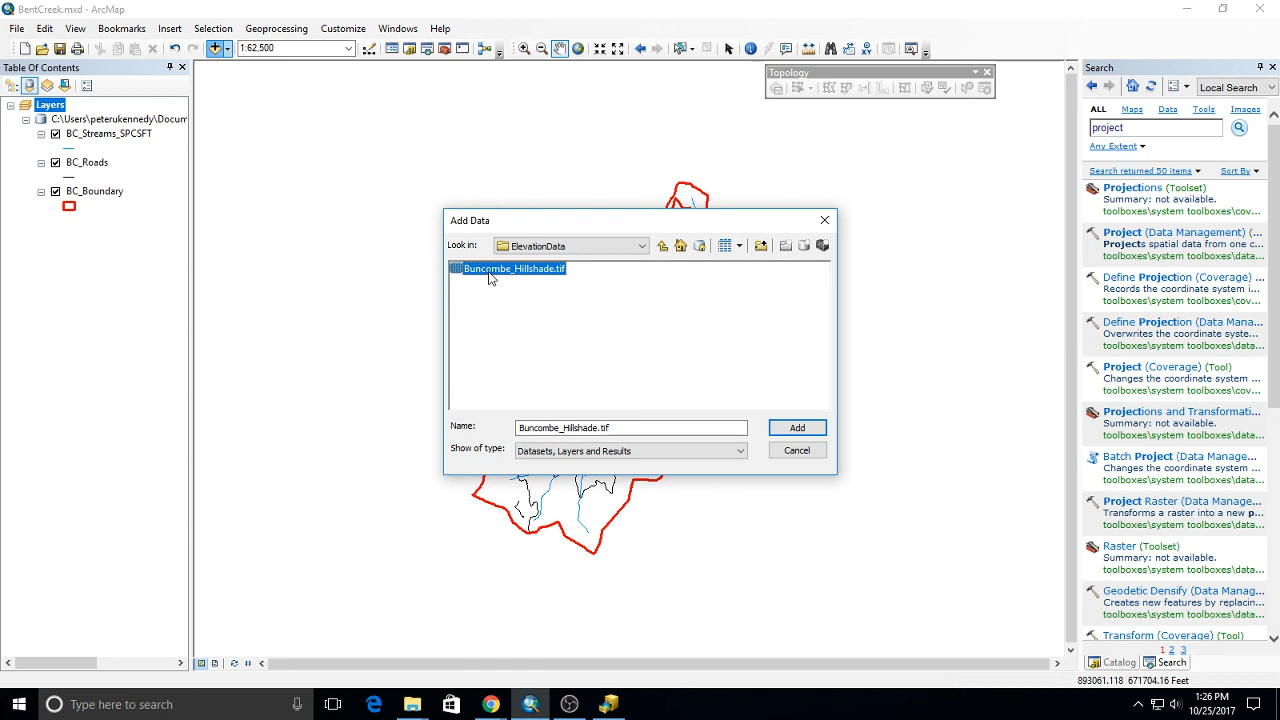 BentCreek.mxd - ArcMap
File Edit View Bookmarks Insert Selection Geoprocessing Customize Windows Help
1:62,500
Table Of Contents
Layers
C:\Users\peterukennedy\Docum
BC_Streams_SPCSFT
BC_Roads
BC_Boundary
Topology
Add Data
Look in: ElevationData
Buncombe_Hillshade.tif
Name: Buncombe_Hillshade.tif
Add
Show of type: Datasets, Layers and Results
Cancel
Search
Local Search
ALL Maps Data Tools Images
project
Any Extent
Search returned 50 items Sort By
Projections (Toolset)
Summary: not available.
toolboxes\system toolboxes\cov...
Project (Data Management) (T...
Projects spatial data from one c...
toolboxes\system toolboxes\data...
Define Projection (Coverage) (...
Records the coordinate system i...
toolboxes\system toolboxes\cov...
Define Projection (Data Mana...
Overwrites the coordinate system...
toolboxes\system toolboxes\data...
Project (Coverage) (Tool)
Changes the coordinate system ...
toolboxes\system toolboxes\cov...
Projections and Transformati...
Summary: not available.
toolboxes\system toolboxes\data...
Batch Project (Data Manage...
Changes the coordinate system ...
toolboxes\system toolboxes\data...
Project Raster (Data Manage...
Transforms a raster into a new p...
toolboxes\system toolboxes\data...
Raster (Toolset)
Summary: not available.
toolboxes\system toolboxes\data...
Geodetic Densify (Data Manag...
Creates new features by replacin...
toolboxes\system toolboxes\data...
Transform (Coverage) (Tool)
1 2 3
Catalog Search
893061.118 671704.16 Feet
Type here to search
1:26 PM
10/25/2017